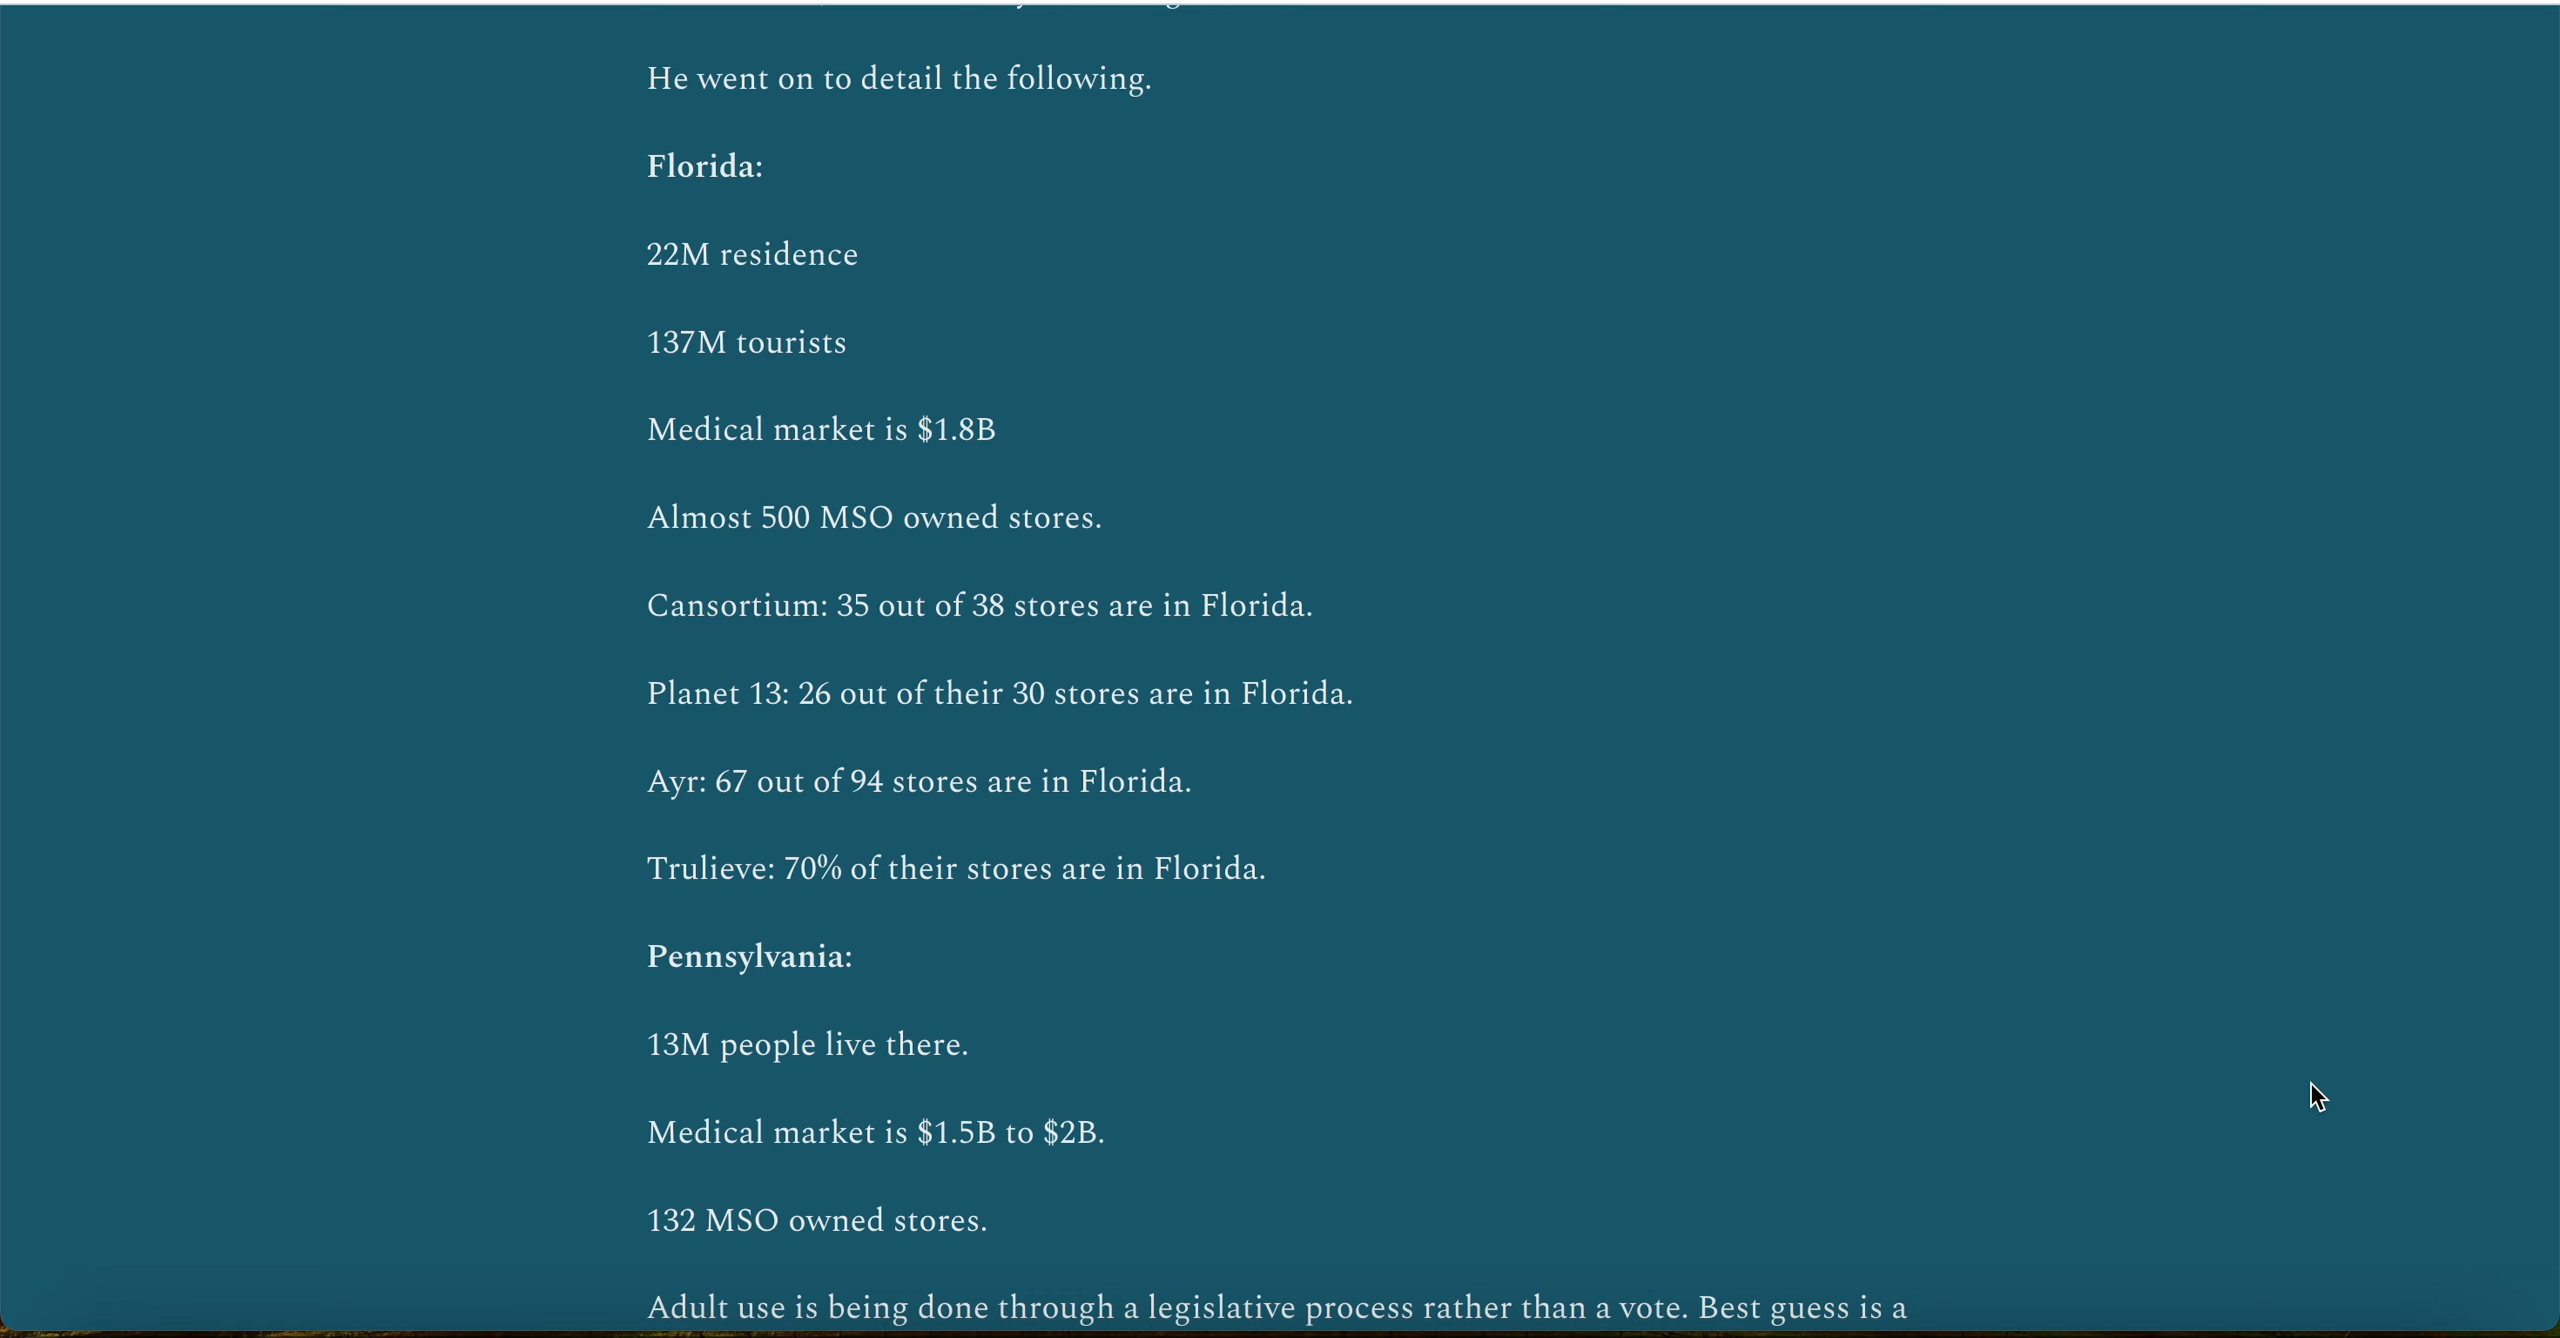 He went on to detail the following.
Florida:
22M residence
137M tourists
Medical market is $1.8B
Almost 500 MSO owned stores.
Cansortium: 35 out of 38 stores are in Florida.
Planet 13: 26 out of their 30 stores are in Florida.
Ayr: 67 out of 94 stores are in Florida.
Trulieve: 70% of their stores are in Florida.
Pennsylvania:
13M people live there.
Medical market is $1.5B to $2B.
132 MSO owned stores.
Adult use is being done through a legislative process rather than a vote. Best guess is a